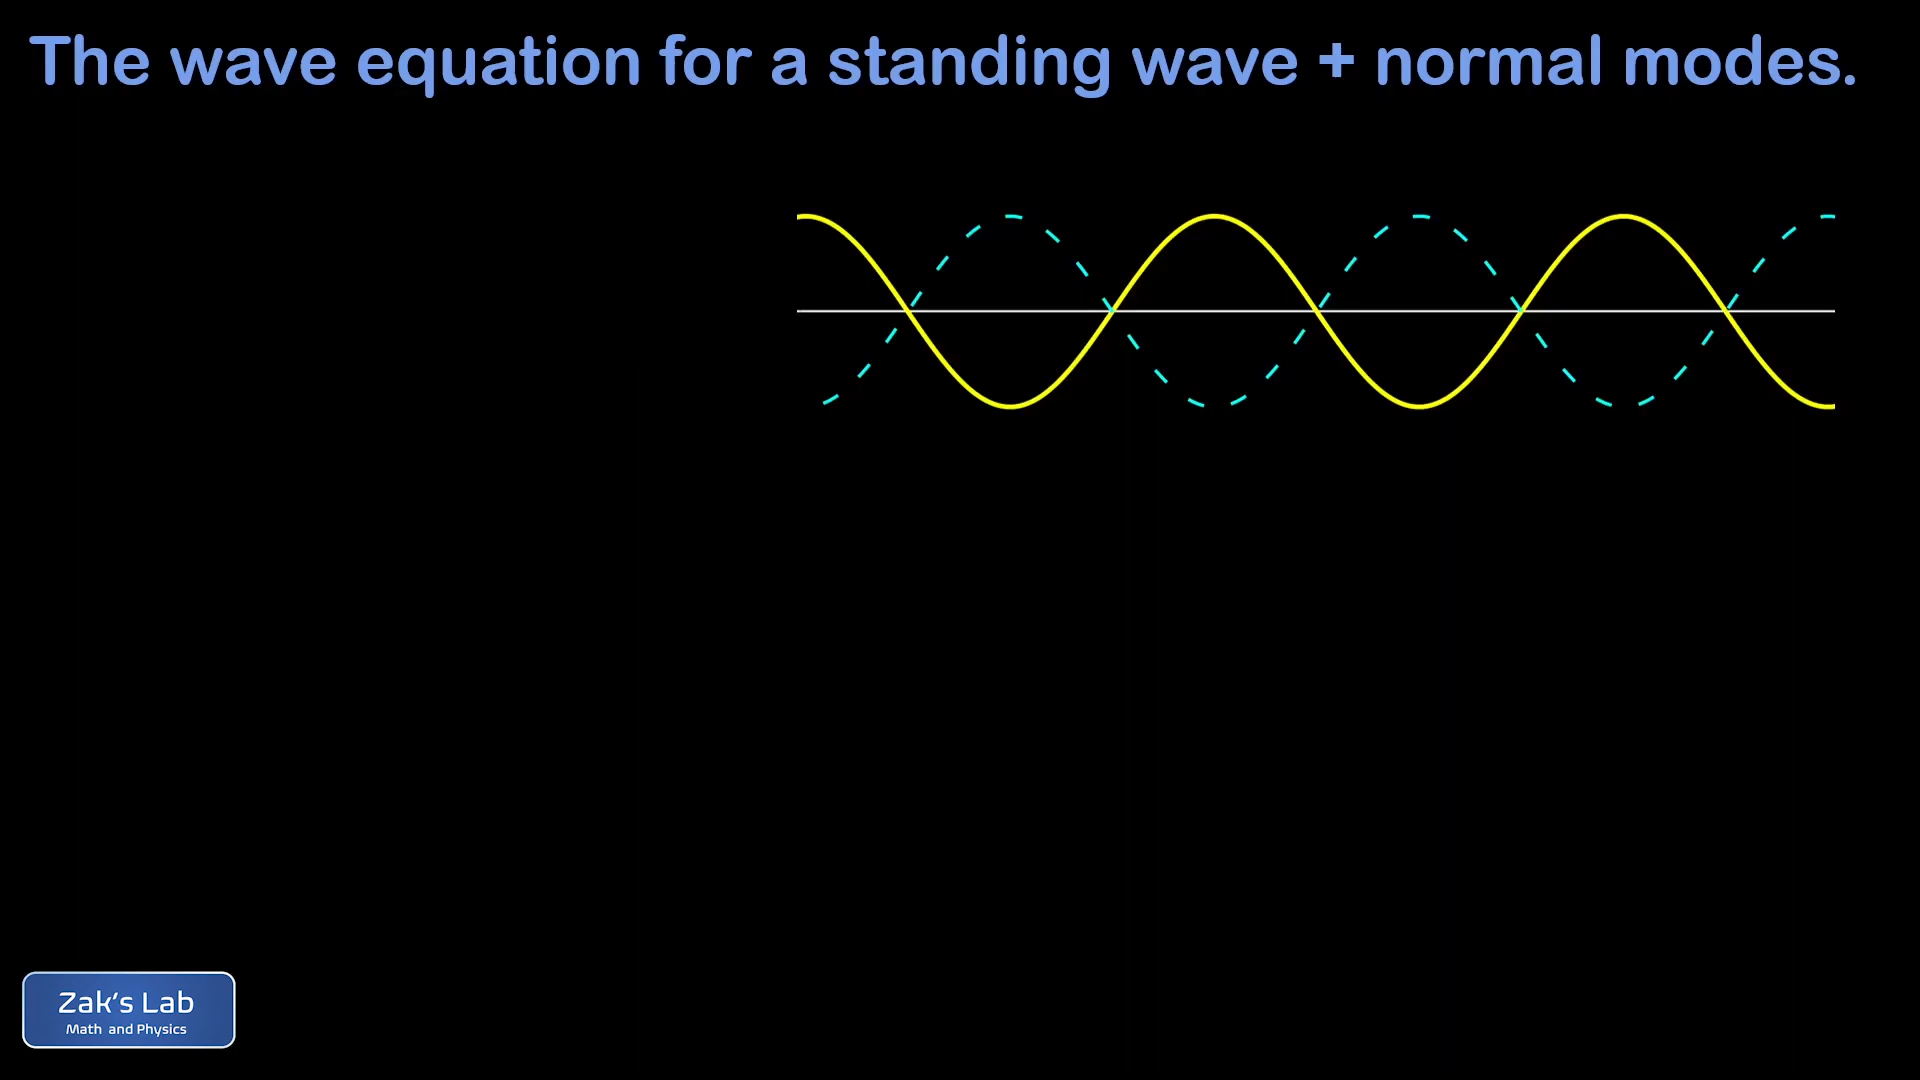 The wave equation for a standing wave + normal modes.
Zak's Lab
Math and Physics